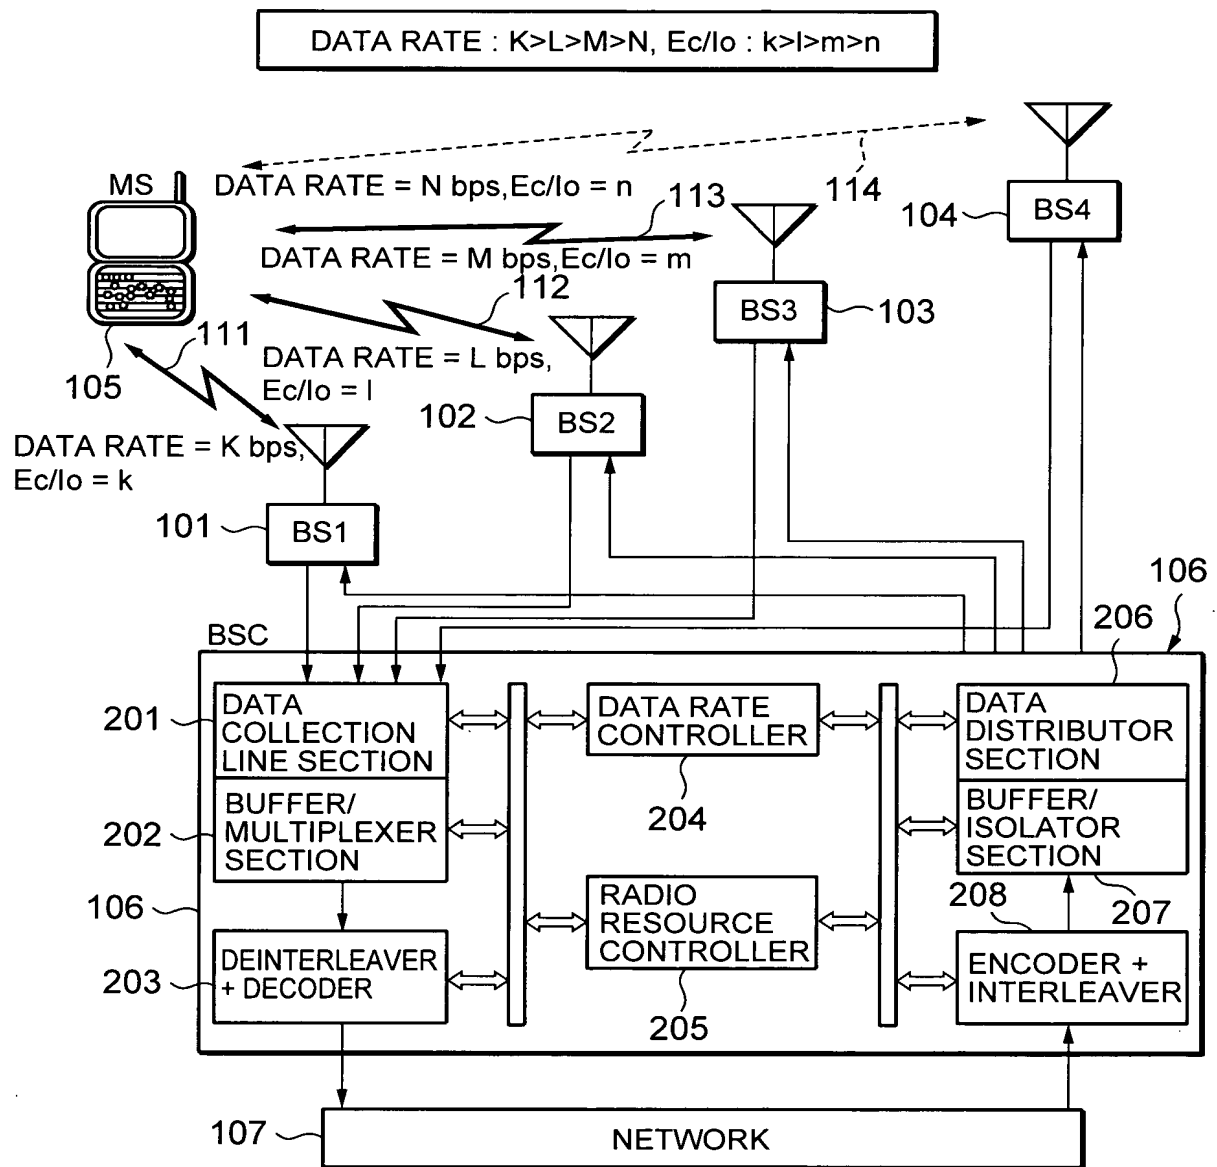 DATA RATE : K>L>M>N, Ec/Io : k>l>m>n
MS
DATA RATE = N bps,Ec/Io = n
114
104
BS4
113
DATA RATE = M bps,Ec/Io = m
BS3
103
112
111
105
DATA RATE = L bps,
Ec/Io = l
102
BS2
DATA RATE = K bps,
Ec/Io = k
101
BS1
106
BSC
206
201
DATA
COLLECTION
LINE SECTION
DATA RATE
CONTROLLER
DATA
DISTRIBUTOR
SECTION
204
202
BUFFER/
MULTIPLEXER
SECTION
BUFFER/
ISOLATOR
SECTION
106
RADIO
RESOURCE
CONTROLLER
208
207
203
DEINTERLEAVER
+ DECODER
ENCODER +
INTERLEAVER
205
107
NETWORK